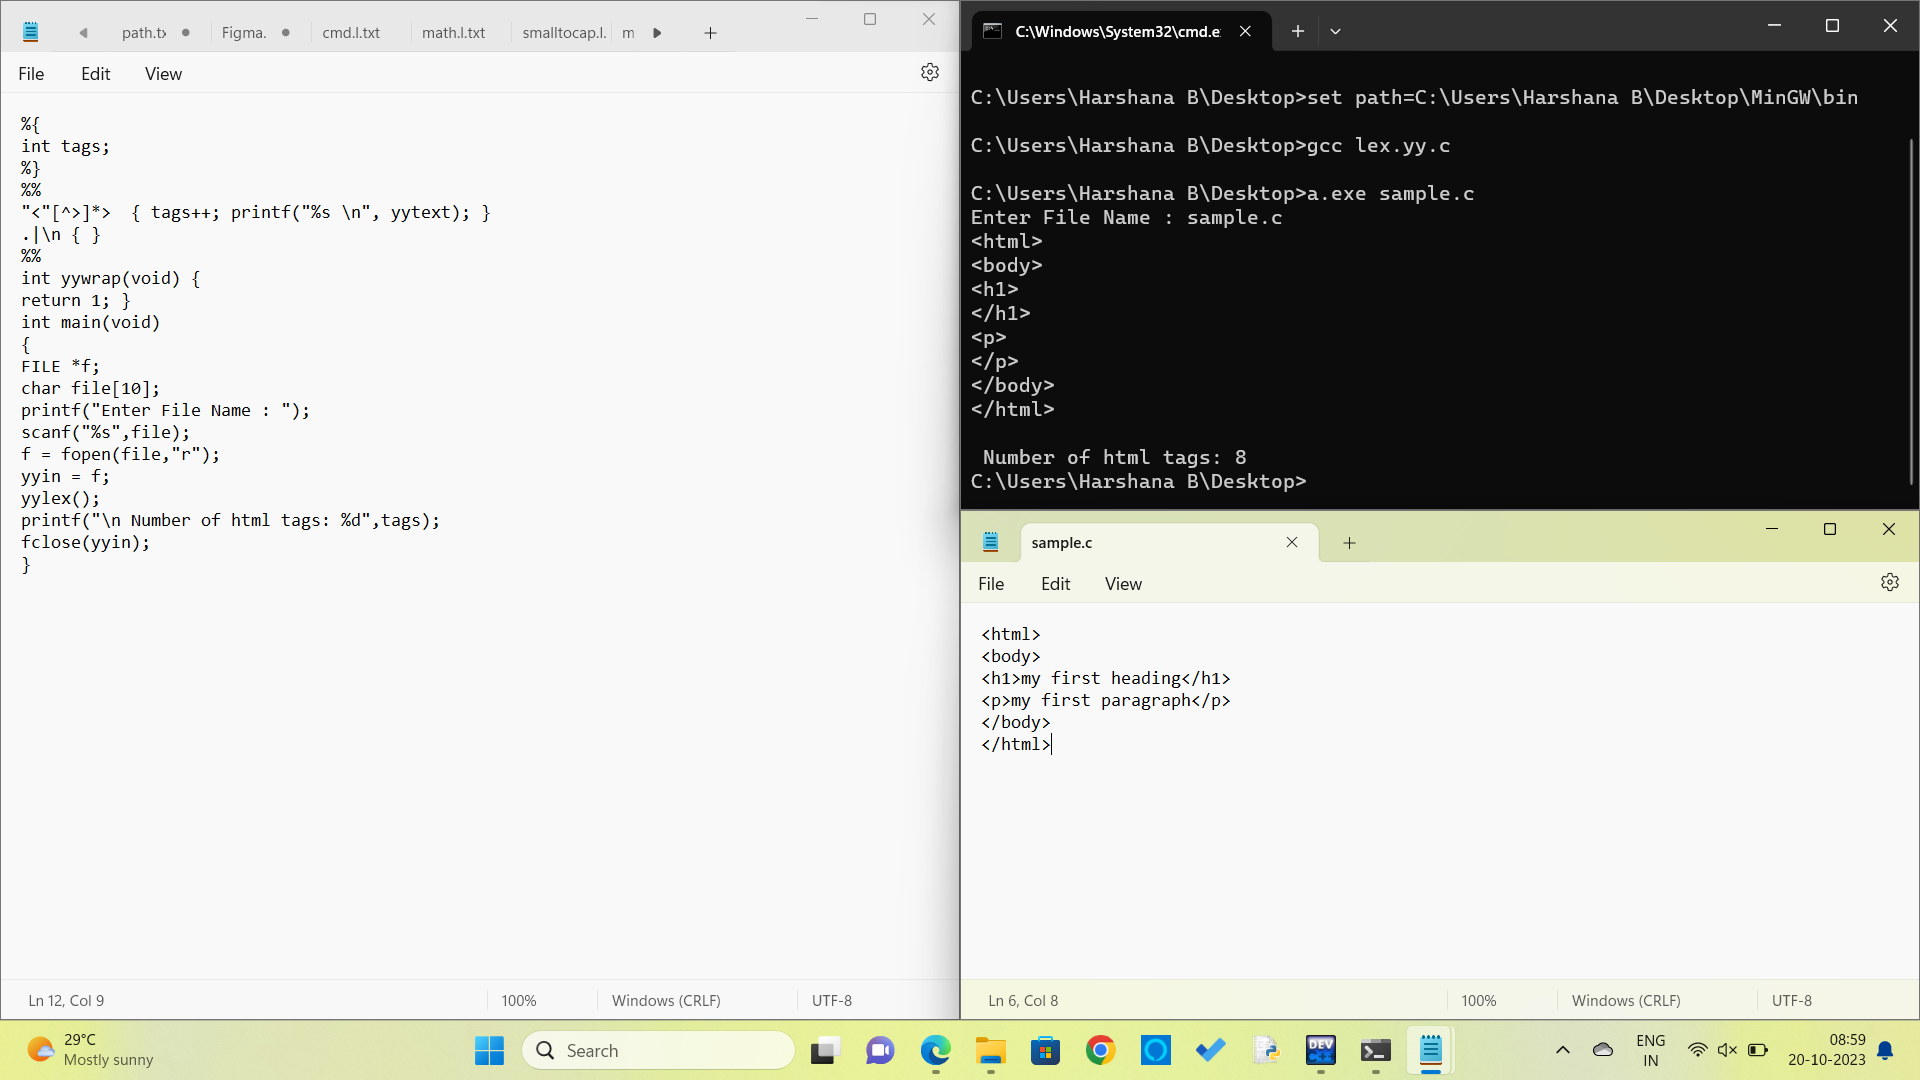 path.tx
Figma.
cmd.l.txt
math.l.txt
smalltocap.l.
m
File
Edit
View
%{
int tags;
%}
%%
"<"[^>]*>  { tags++; printf("%s \n", yytext); }
.|\n { }
%%
int yywrap(void) {
return 1; }
int main(void)
{
FILE *f;
char file[10];
printf("Enter File Name : ");
scanf("%s",file);
f = fopen(file,"r");
yyin = f;
yylex();
printf("\n Number of html tags: %d",tags);
fclose(yyin);
}
Ln 12, Col 9
100%
Windows (CRLF)
UTF-8
C:\Windows\System32\cmd.e
C:\Users\Harshana B\Desktop>set path=C:\Users\Harshana B\Desktop\MinGW\bin
C:\Users\Harshana B\Desktop>gcc lex.yy.c
C:\Users\Harshana B\Desktop>a.exe sample.c
Enter File Name : sample.c
<html>
<body>
<h1>
</h1>
<p>
</p>
</body>
</html>
Number of html tags: 8
C:\Users\Harshana B\Desktop>
sample.c
File
Edit
View
<html>
<body>
<h1>my first heading</h1>
<p>my first paragraph</p>
</body>
</html>
Ln 6, Col 8
100%
Windows (CRLF)
UTF-8
29°C
Mostly sunny
Search
DEV
ENG
IN
08:59
20-10-2023